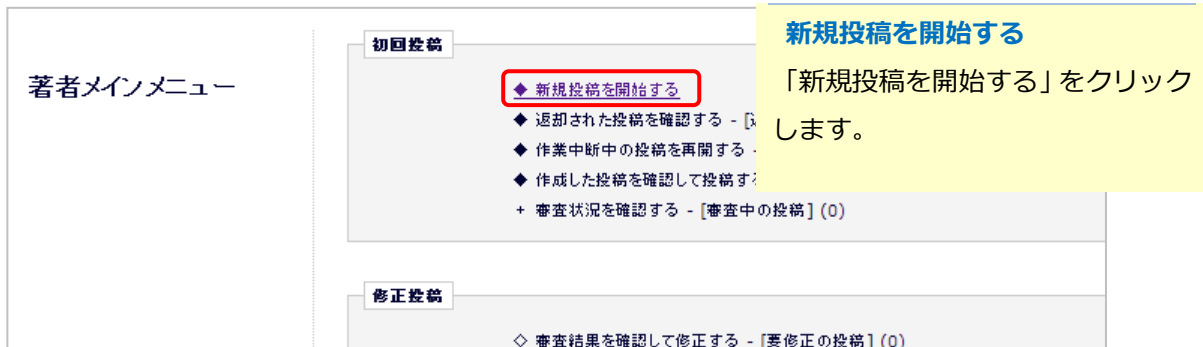 著者メインメニュー
初回投稿
◆ 新規投稿を開始する
◆ 返却された投稿を確認する - [
◆ 作業中断中の投稿を再開する -
◆ 作成した投稿を確認して投稿す
+ 審査状況を確認する - [審査中の投稿] (0)
修正投稿
◇ 審査結果を確認して修正する - [要修正の投稿] (0)
新規投稿を開始する
「新規投稿を開始する」をクリック
します。